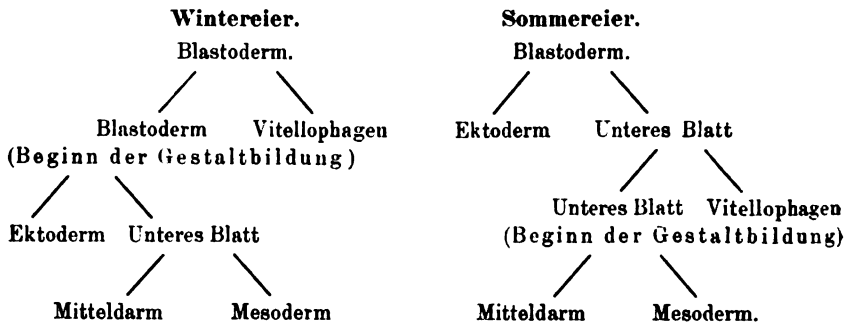 Wintereier.
Blastoderm.
Blastoderm Vitellophagen
(Beginn der Gestaltbildung)
Ektoderm Unteres Blatt
Mitteldarm Mesoderm
Sommereier.
Blastoderm.
Ektoderm Unteres Blatt
Unteres Blatt Vitellophagen
(Beginn der Gestaltbildung)
Mitteldarm Mesoderm.